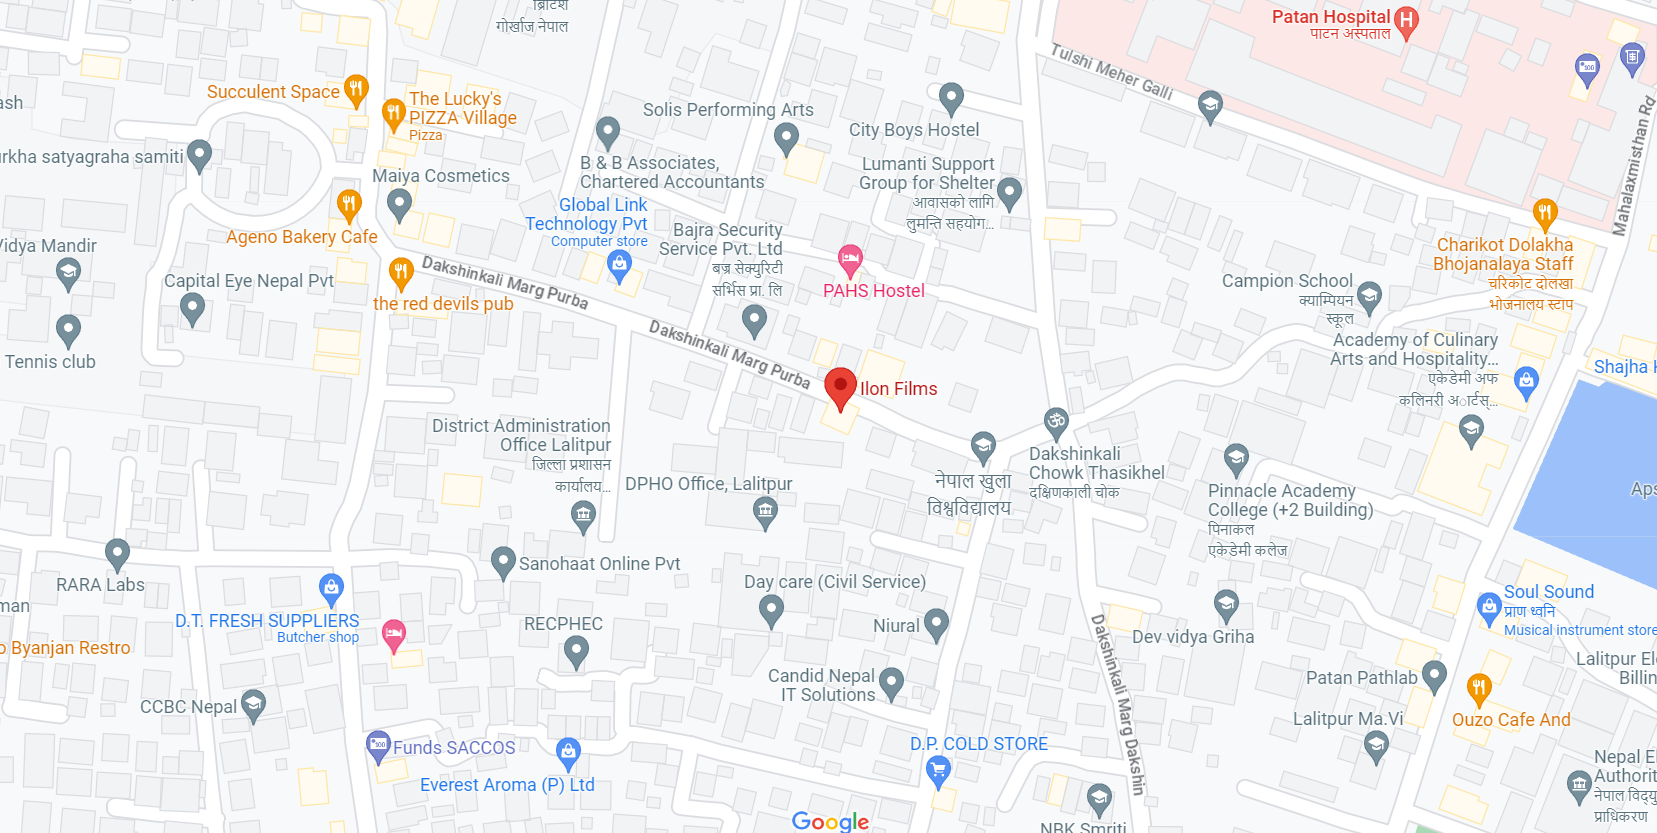 ब्रिटिश
गोर्खाज नेपाल
Patan Hospital
पाटन अस्पताल
Tulshi Meher Galli
Mahalaxmisthan Rd
Succulent Space
The Lucky's
PIZZA Village
Pizza
Solis Performing Arts
City Boys Hostel
ash
urkha satyagraha samiti
Maiya Cosmetics
B & B Associates,
Chartered Accountants
Lumanti Support
Group for Shelter
आवासको लागि
लुमन्ति सहयोग...
Global Link
Technology Pvt
Computer store
Bajra Security
Service Pvt. Ltd
बज्र सेक्युरिटी
सर्भिस प्रा. लि
Ageno Bakery Cafe
Vidya Mandir
Capital Eye Nepal Pvt
Dakshinkali Marg Purba
the red devils pub
PAHS Hostel
Charikot Dolakha
Bhojanalaya Staff
चरिकोट दोलखा
भोजनालय स्टाप
Campion School
क्याम्पियन
स्कूल
Tennis club
Dakshinkali Marg Purba
Ilon Films
Academy of Culinary
Arts and Hospitality...
एकेडेमी अफ
कलिनरी अार्टस्...
Shajha
District Administration
Office Lalitpur
जिल्ला प्रशासन
कार्यालय...
DPHO Office, Lalitpur
नेपाल खुला
विश्वविद्यालय
Dakshinkali
Chowk Thasikhel
दक्षिणकाली चोक
Pinnacle Academy
College (+2 Building)
पिनाकल
एकेडेमी कलेज
Aps
RARA Labs
Sanohaat Online Pvt
Day care (Civil Service)
man
D.T. FRESH SUPPLIERS
Butcher shop
RECPHEC
Niural
Dev vidya Griha
Soul Sound
प्राण ध्वनि
Musical instrument store
o Byanjan Restro
Dakshinkali Marg Dakshin
Candid Nepal
IT Solutions
Patan Pathlab
Lalitpur El
Billin
CCBC Nepal
Lalitpur Ma.Vi
Ouzo Cafe And
Funds SACCOS
D.P. COLD STORE
Everest Aroma (P) Ltd
Nepal El
Authorit
नेपाल विद्यु
प्राधिकरण
Google
NBK Smriti